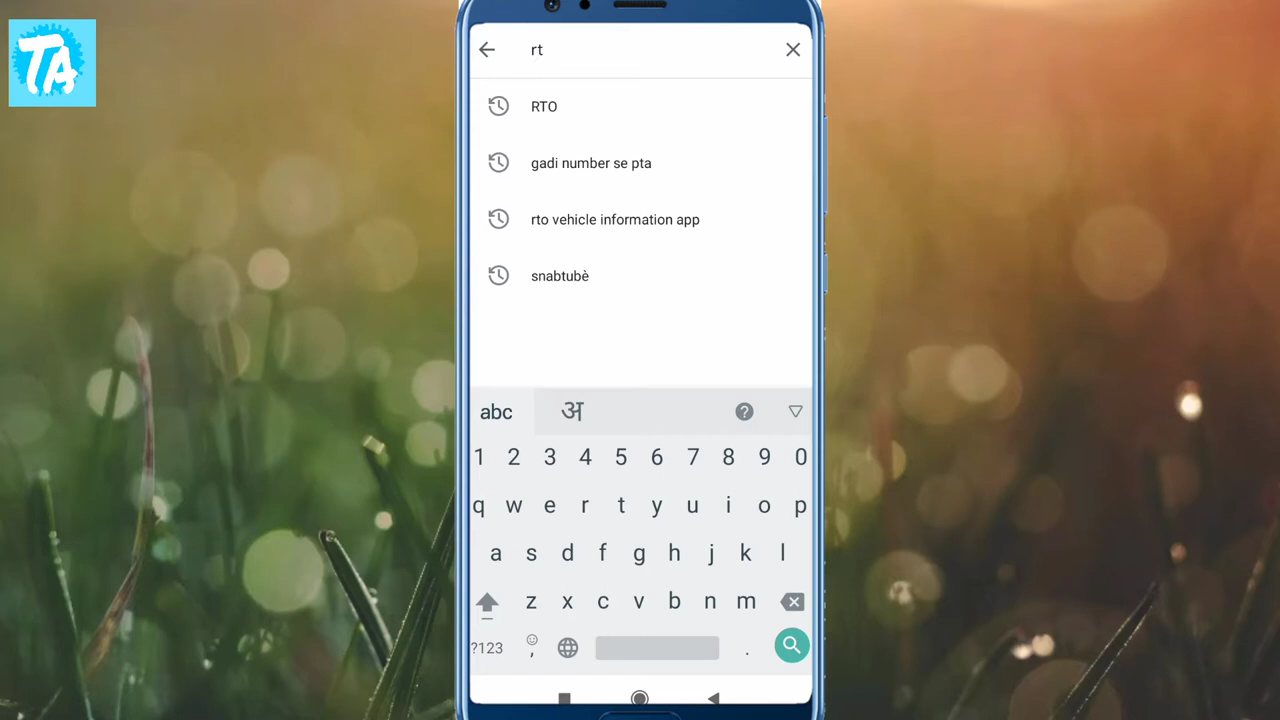 TA
rt
RTO
gadi number se pta
rto vehicle information app
snabtubè
abc अ ?
1 2 3 4 5 6 7 8 9 0
q w e r t y u i o p
a s d f g h j k l
z x c v b n m
?123 , .